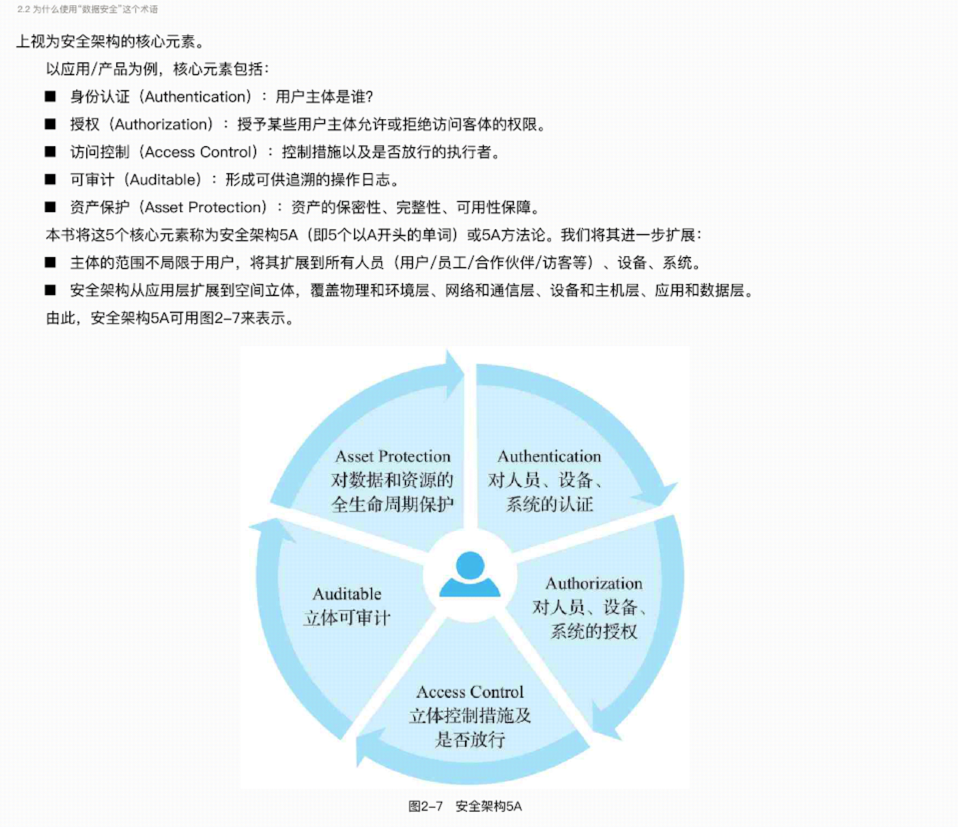 2.2 为什么使用“数据安全”这个术语
上视为安全架构的核心元素。
以应用/产品为例，核心元素包括：
■ 身份认证（Authentication）：用户主体是谁?
■ 授权（Authorization）：授予某些用户主体允许或拒绝访问客体的权限。
■ 访问控制（Access Control）：控制措施以及是否放行的执行者。
■ 可审计（Auditable）：形成可供追溯的操作日志。
■ 资产保护（Asset Protection）：资产的保密性、完整性、可用性保障。
本书将这5个核心元素称为安全架构5A（即5个以A开头的单词）或5A方法论。我们将其进一步扩展：
■ 主体的范围不局限于用户，将其扩展到所有人员（用户/员工/合作伙伴/访客等）、设备、系统。
■ 安全架构从应用层扩展到空间立体，覆盖物理和环境层、网络和通信层、设备和主机层、应用和数据层。
由此，安全架构5A可用图2-7来表示。
Asset Protection
对数据和资源的
全生命周期保护
Authentication
对人员、设备、
系统的认证
Authorization
对人员、设备、
系统的授权
Auditable
立体可审计
Access Control
立体控制措施及
是否放行
图2-7 安全架构5A